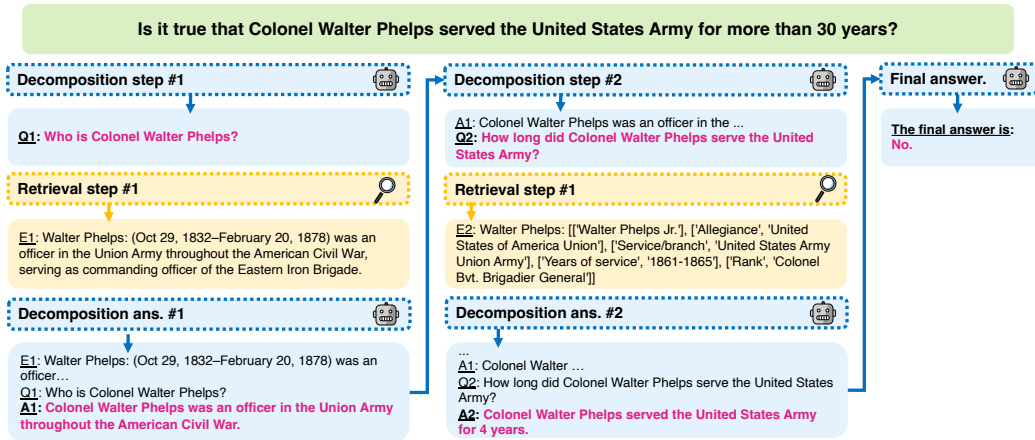 Is it true that Colonel Walter Phelps served the United States Army for more than 30 years?
Decomposition step #1
Q1: Who is Colonel Walter Phelps?
Retrieval step #1
E1: Walter Phelps: (Oct 29, 1832–February 20, 1878) was an
officer in the Union Army throughout the American Civil War,
serving as commanding officer of the Eastern Iron Brigade.
Decomposition ans. #1
E1: Walter Phelps: (Oct 29, 1832–February 20, 1878) was an
officer…
Q1: Who is Colonel Walter Phelps?
A1: Colonel Walter Phelps was an officer in the Union Army
throughout the American Civil War.
Decomposition step #2
A1: Colonel Walter Phelps was an officer in the ...
Q2: How long did Colonel Walter Phelps serve the United
States Army?
Retrieval step #1
E2: Walter Phelps: [['Walter Phelps Jr.'], ['Allegiance', 'United
States of America Union'], ['Service/branch', 'United States Army
Union Army'], ['Years of service', '1861-1865'], ['Rank', 'Colonel
Bvt. Brigadier General']]
Decomposition ans. #2
...
A1: Colonel Walter …
Q2: How long did Colonel Walter Phelps serve the United States
Army?
A2: Colonel Walter Phelps served the United States Army
for 4 years.
Final answer.
The final answer is:
No.